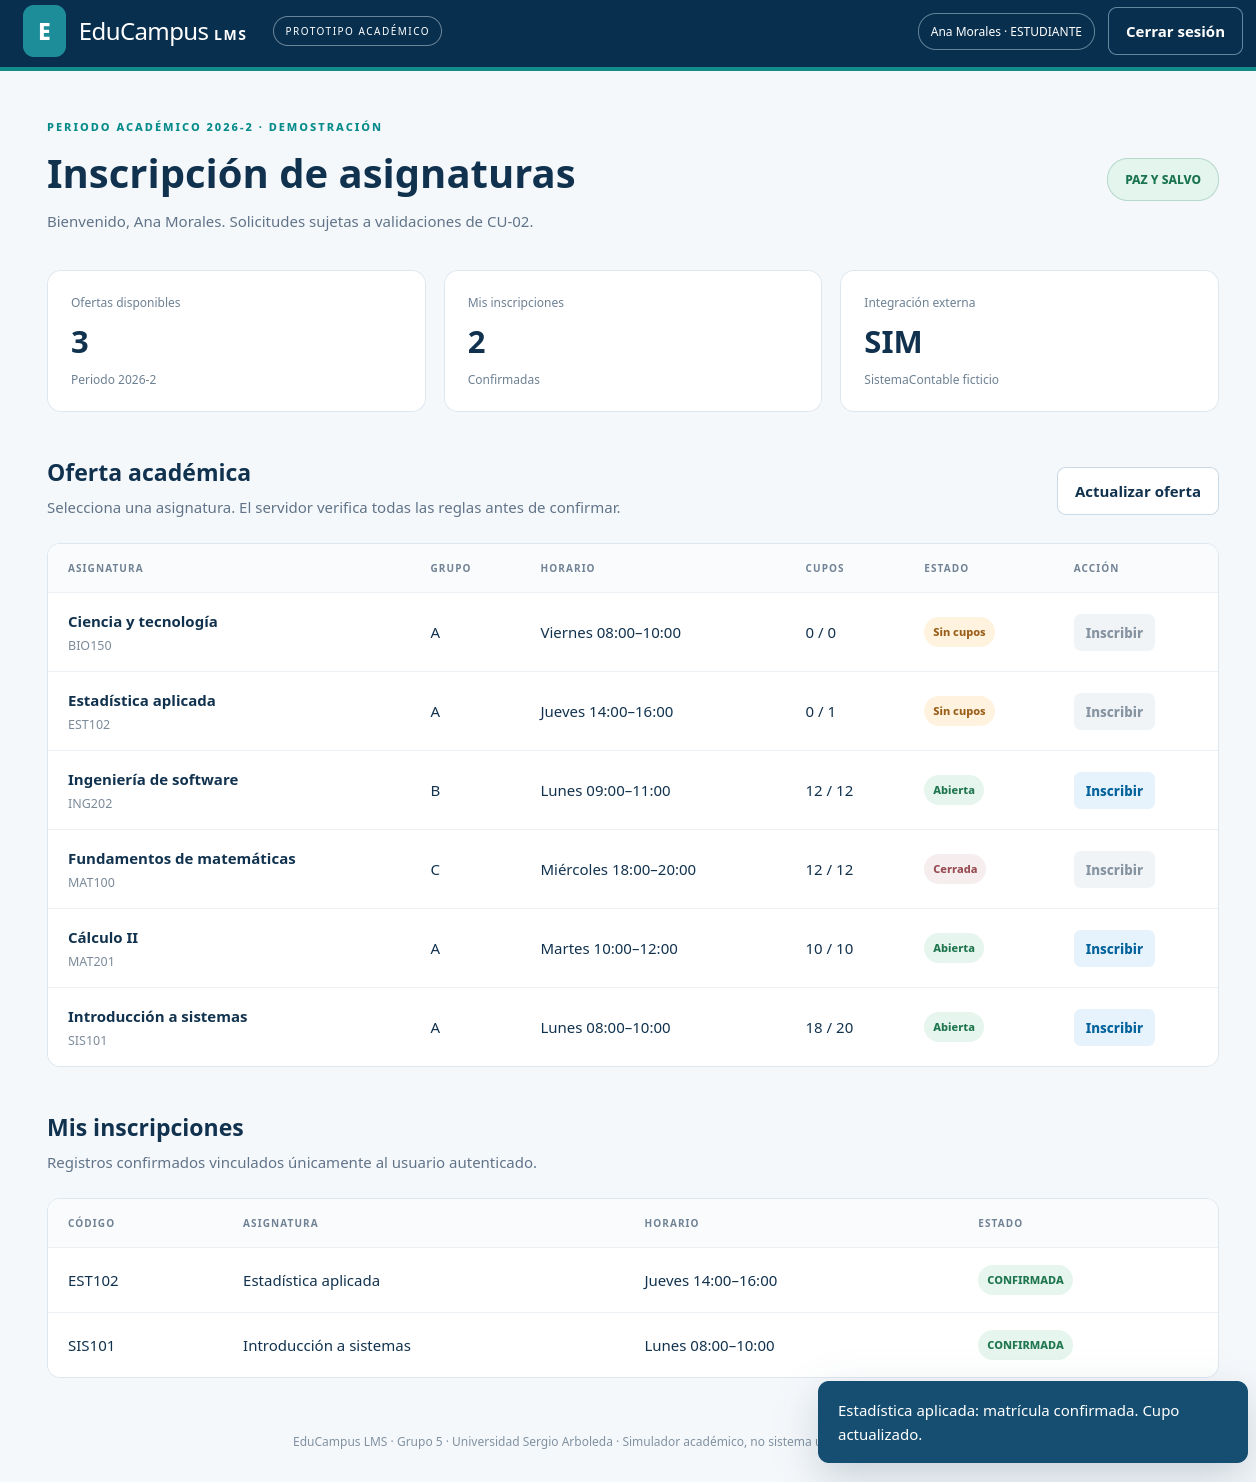 E EduCampus LMS PROTOTIPO ACADÉMICO Ana Morales · ESTUDIANTE Cerrar sesión
PERIODO ACADÉMICO 2026-2 · DEMOSTRACIÓN
Inscripción de asignaturas
PAZ Y SALVO
Bienvenido, Ana Morales. Solicitudes sujetas a validaciones de CU-02.
Ofertas disponibles
3
Periodo 2026-2
Mis inscripciones
2
Confirmadas
Integración externa
SIM
SistemaContable ficticio
Oferta académica
Selecciona una asignatura. El servidor verifica todas las reglas antes de confirmar.
Actualizar oferta
ASIGNATURA GRUPO HORARIO CUPOS ESTADO ACCIÓN
Ciencia y tecnología
BIO150
A Viernes 08:00–10:00 0 / 0 Sin cupos Inscribir
Estadística aplicada
EST102
A Jueves 14:00–16:00 0 / 1 Sin cupos Inscribir
Ingeniería de software
ING202
B Lunes 09:00–11:00 12 / 12 Abierta Inscribir
Fundamentos de matemáticas
MAT100
C Miércoles 18:00–20:00 12 / 12 Cerrada Inscribir
Cálculo II
MAT201
A Martes 10:00–12:00 10 / 10 Abierta Inscribir
Introducción a sistemas
SIS101
A Lunes 08:00–10:00 18 / 20 Abierta Inscribir
Mis inscripciones
Registros confirmados vinculados únicamente al usuario autenticado.
CÓDIGO ASIGNATURA HORARIO ESTADO
EST102 Estadística aplicada Jueves 14:00–16:00 CONFIRMADA
SIS101 Introducción a sistemas Lunes 08:00–10:00 CONFIRMADA
Estadística aplicada: matrícula confirmada. Cupo
actualizado.
EduCampus LMS · Grupo 5 · Universidad Sergio Arboleda · Simulador académico, no sistema